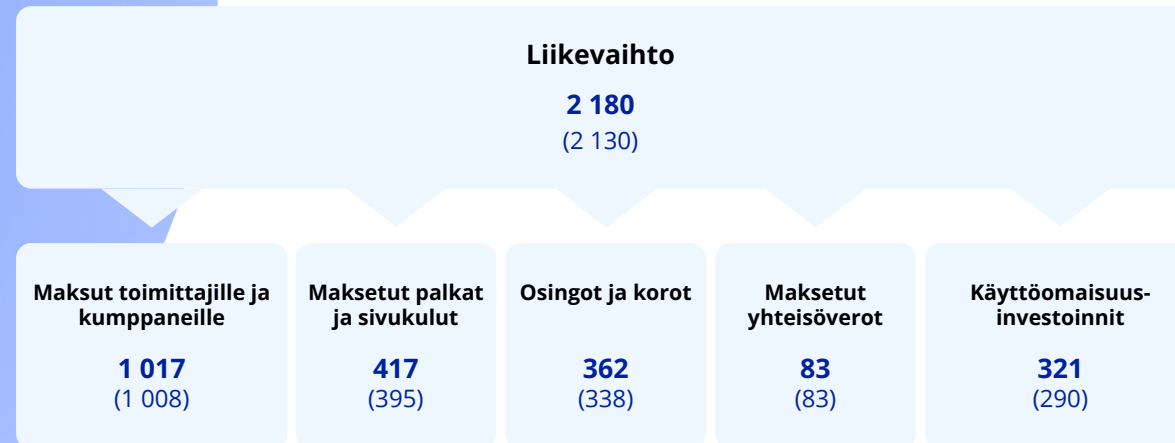 Liikevaihto
2 180
(2 130)
Maksut toimittajille ja
kumppaneille
1 017
(1 008)
Maksetut palkat
ja sivukulut
417
(395)
Osingot ja korot
362
(338)
Maksetut
yhteisöverot
83
(83)
Käyttöomaisuus-
investoinnit
321
(290)